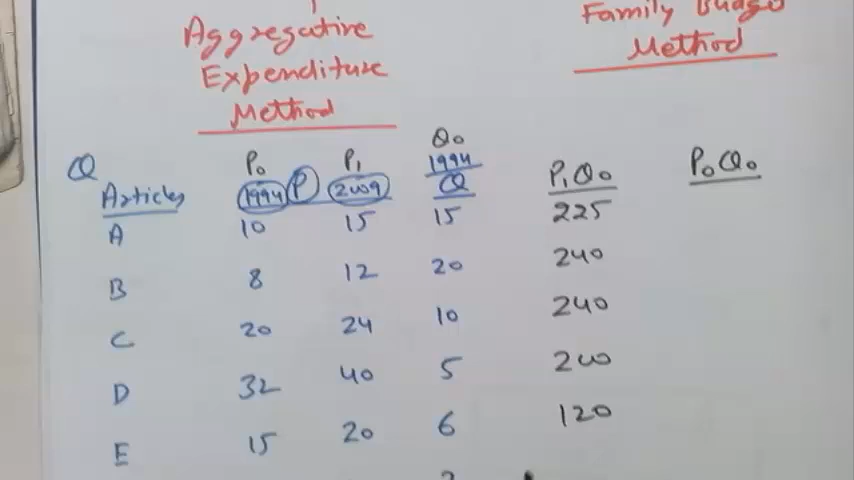 Aggregative
Expenditure
Method
Family Budge
Method
Q
Articles P0 1994 P P1 2009 Q0 1994 Q P1Q0 P0Q0
A 10 15 15 225
B 8 12 20 240
C 20 24 10 240
D 32 40 5 200
E 15 20 6 120